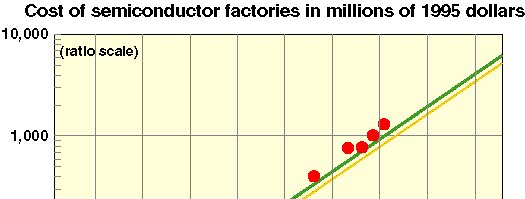 Cost of semiconductor factories in millions of 1995 dollars
10,000
(ratio scale)
1,000